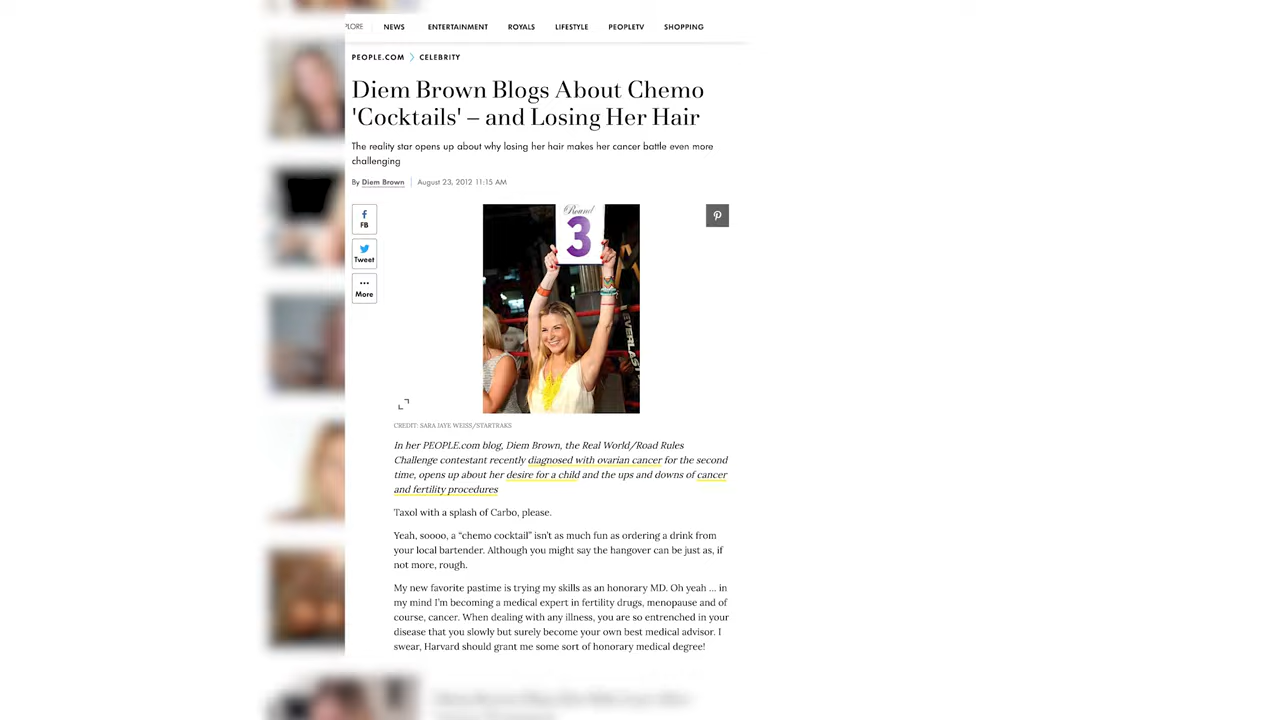 PLORE NEWS ENTERTAINMENT ROYALS LIFESTYLE PEOPLETV SHOPPING
PEOPLE.COM CELEBRITY
Diem Brown Blogs About Chemo
'Cocktails' – and Losing Her Hair
The reality star opens up about why losing her hair makes her cancer battle even more
challenging
By Diem Brown August 23, 2012 11:15 AM
FB
Tweet
More
Round
3
EVERLAST
CREDIT: SARA JAYE WEISS/STARTRAKS
In her PEOPLE.com blog, Diem Brown, the Real World/Road Rules
Challenge contestant recently diagnosed with ovarian cancer for the second
time, opens up about her desire for a child and the ups and downs of cancer
and fertility procedures
Taxol with a splash of Carbo, please.
Yeah, soooo, a “chemo cocktail” isn’t as much fun as ordering a drink from
your local bartender. Although you might say the hangover can be just as, if
not more, rough.
My new favorite pastime is trying my skills as an honorary MD. Oh yeah … in
my mind I’m becoming a medical expert in fertility drugs, menopause and of
course, cancer. When dealing with any illness, you are so entrenched in your
disease that you slowly but surely become your own best medical advisor. I
swear, Harvard should grant me some sort of honorary medical degree!